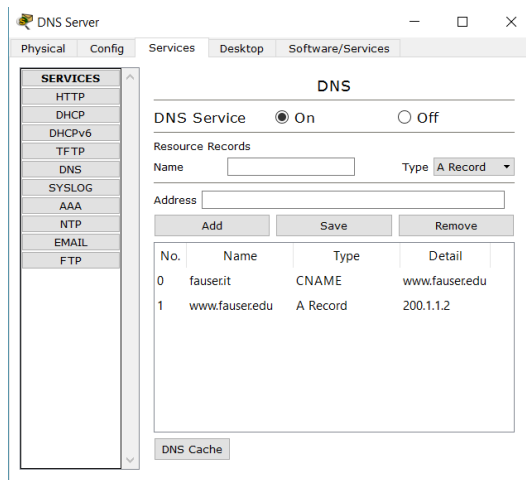 DNS Server
Physical Config Services Desktop Software/Services
SERVICES
HTTP
DHCP
DHCPv6
TFTP
DNS
SYSLOG
AAA
NTP
EMAIL
FTP
DNS
DNS Service On Off
Resource Records
Name Type A Record
Address
Add Save Remove
No. Name Type Detail
0 fauser.it CNAME www.fauser.edu
1 www.fauser.edu A Record 200.1.1.2
DNS Cache